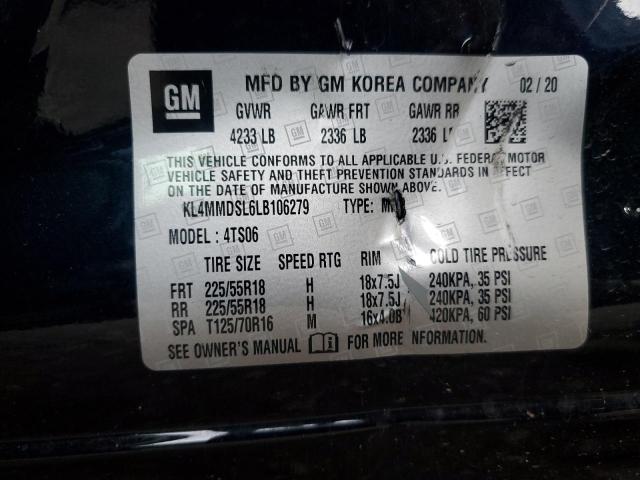 GM MFD BY GM KOREA COMPANY 02/20
GVWR GAWR FRT GAWR RR
4233 LB 2336 LB 2336
THIS VEHICLE CONFORMS TO ALL APPLICABLE U.S. FEDERAL MOTOR
VEHICLE SAFETY AND THEFT PREVENTION STANDARDS IN EFFECT
ON THE DATE OF MANUFACTURE SHOWN ABOVE.
KL4MMDSL6LB106279 TYPE:
MODEL : 4TS06
TIRE SIZE SPEED RTG RIM COLD TIRE PRESSURE
FRT 225/55R18 H 18x7.5J 240KPA, 35 PSI
RR 225/55R18 H 18x7.5J 240KPA, 35 PSI
SPA T125/70R16 M 16x4.0B 420KPA, 60 PSI
SEE OWNER'S MANUAL FOR MORE INFORMATION